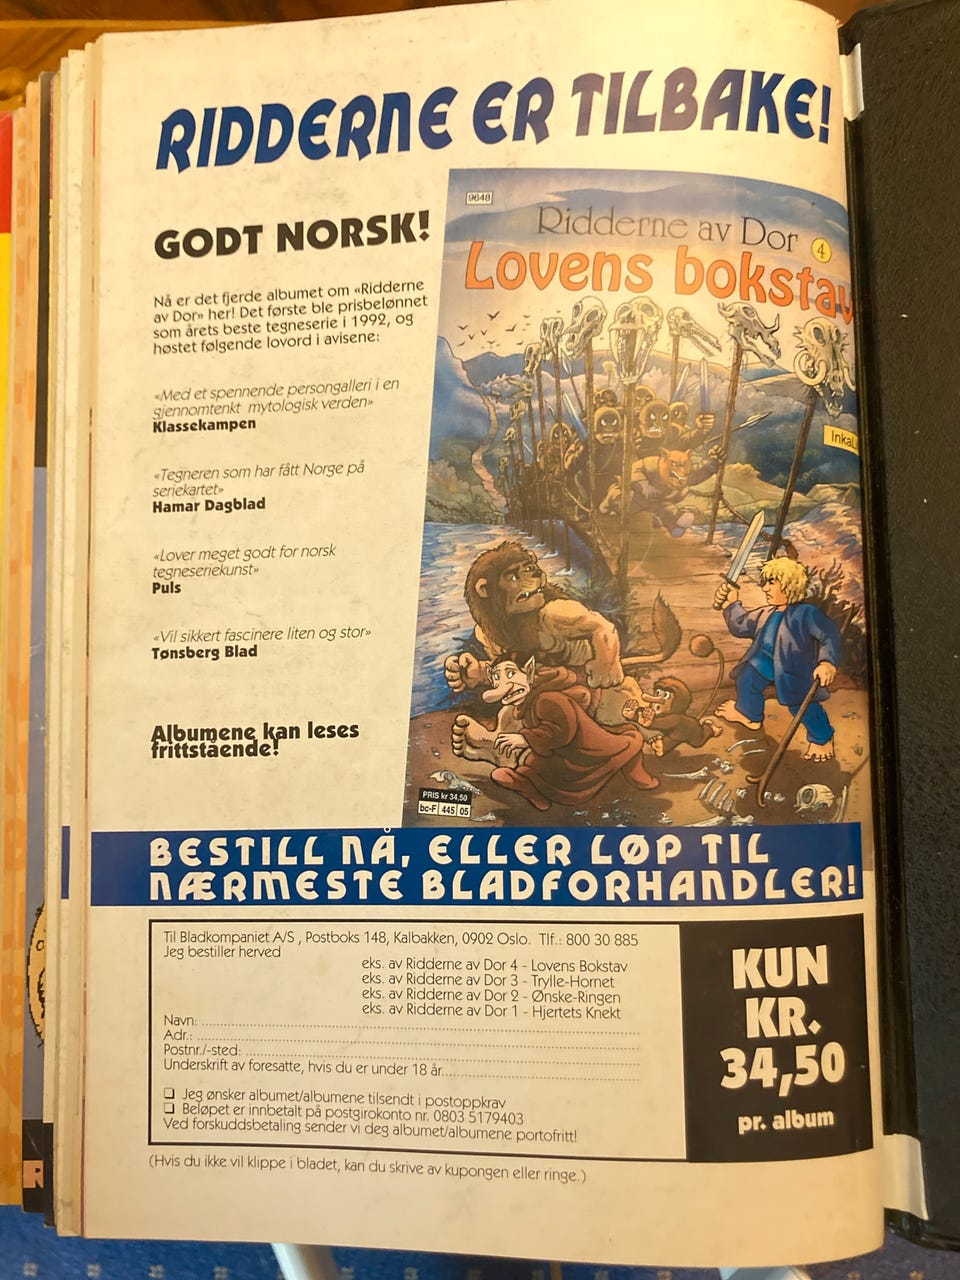 RIDDERNE ER TILBAKE!
GODT NORSK!
Nå er det fjerde albumet om «Ridderne
av Dor» her! Det første ble prisbelønnet
som årets beste tegneserie i 1992, og
høstet følgende lovord i avisene:
«Med et spennende persongalleri i en
gjennomtenkt mytologisk verden»
Klassekampen
«Tegneren som har fått Norge på
seriekartet»
Hamar Dagblad
«Lover meget godt for norsk
tegneseriekunst»
Puls
«Vil sikkert fascinere liten og stor»
Tønsberg Blad
Albumene kan leses
frittstående!
9648
Ridderne av Dor 4
Lovens bokstav
PRIS kr 34,50
bc-F 445 05
BESTILL NÅ, ELLER LØP TIL
NÆRMESTE BLADFORHANDLER!
Til Bladkompaniet A/S , Postboks 148, Kalbakken, 0902 Oslo. Tlf.: 800 30 885
Jeg bestiller herved
eks. av Ridderne av Dor 4 - Lovens Bokstav
eks. av Ridderne av Dor 3 - Trylle-Hornet
eks. av Ridderne av Dor 2 - Ønske-Ringen
eks. av Ridderne av Dor 1 - Hjertets Knekt
Navn:
Adr.:
Postnr./-sted:
Underskrift av foresatte, hvis du er under 18 år
❏ Jeg ønsker albumet/albumene tilsendt i postoppkrav
❏ Beløpet er innbetalt på postgirokonto nr. 0803 5179403
Ved forskuddsbetaling sender vi deg albumet/albumene portofritt!
KUN
KR.
34,50
pr. album
(Hvis du ikke vil klippe i bladet, kan du skrive av kupongen eller ringe.)